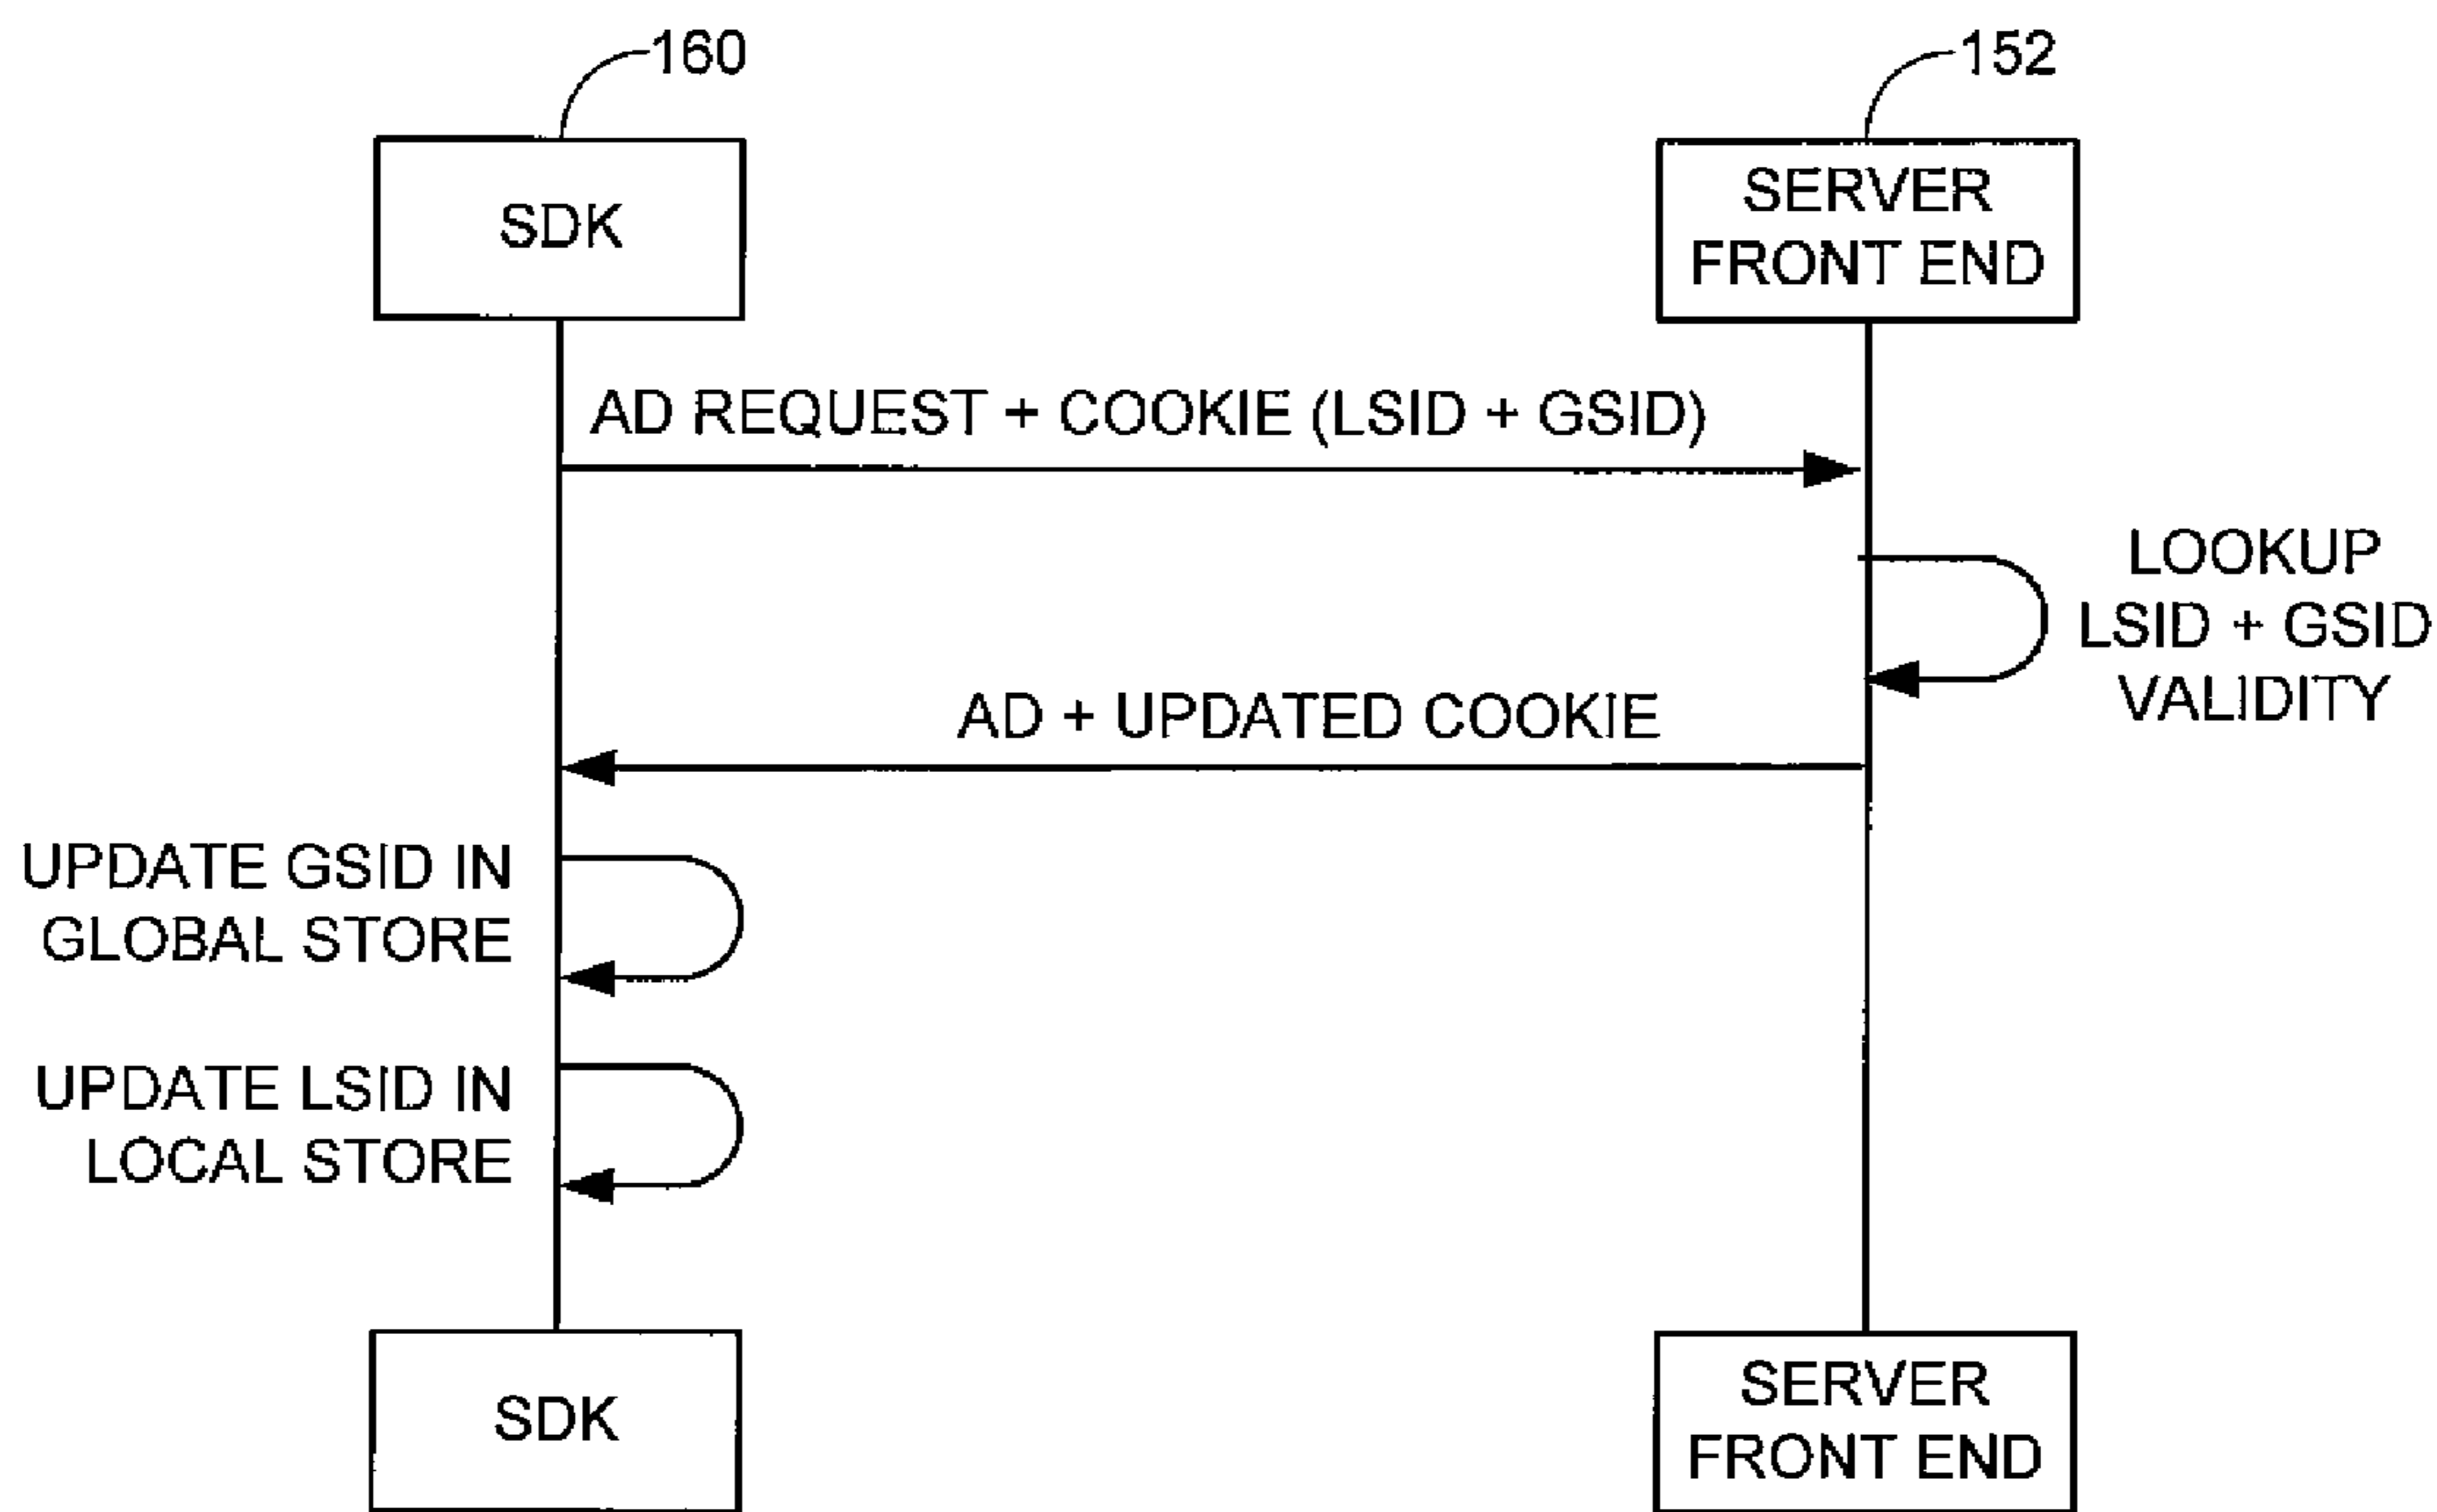 160
152
SDK
SERVER
FRONT END
AD REQUEST + COOKIE (LSID + GSID)
LOOKUP
LSID + GSID
VALIDITY
AD + UPDATED COOKIE
UPDATE GSID IN
GLOBAL STORE
UPDATE LSID IN
LOCAL STORE
SDK
SERVER
FRONT END